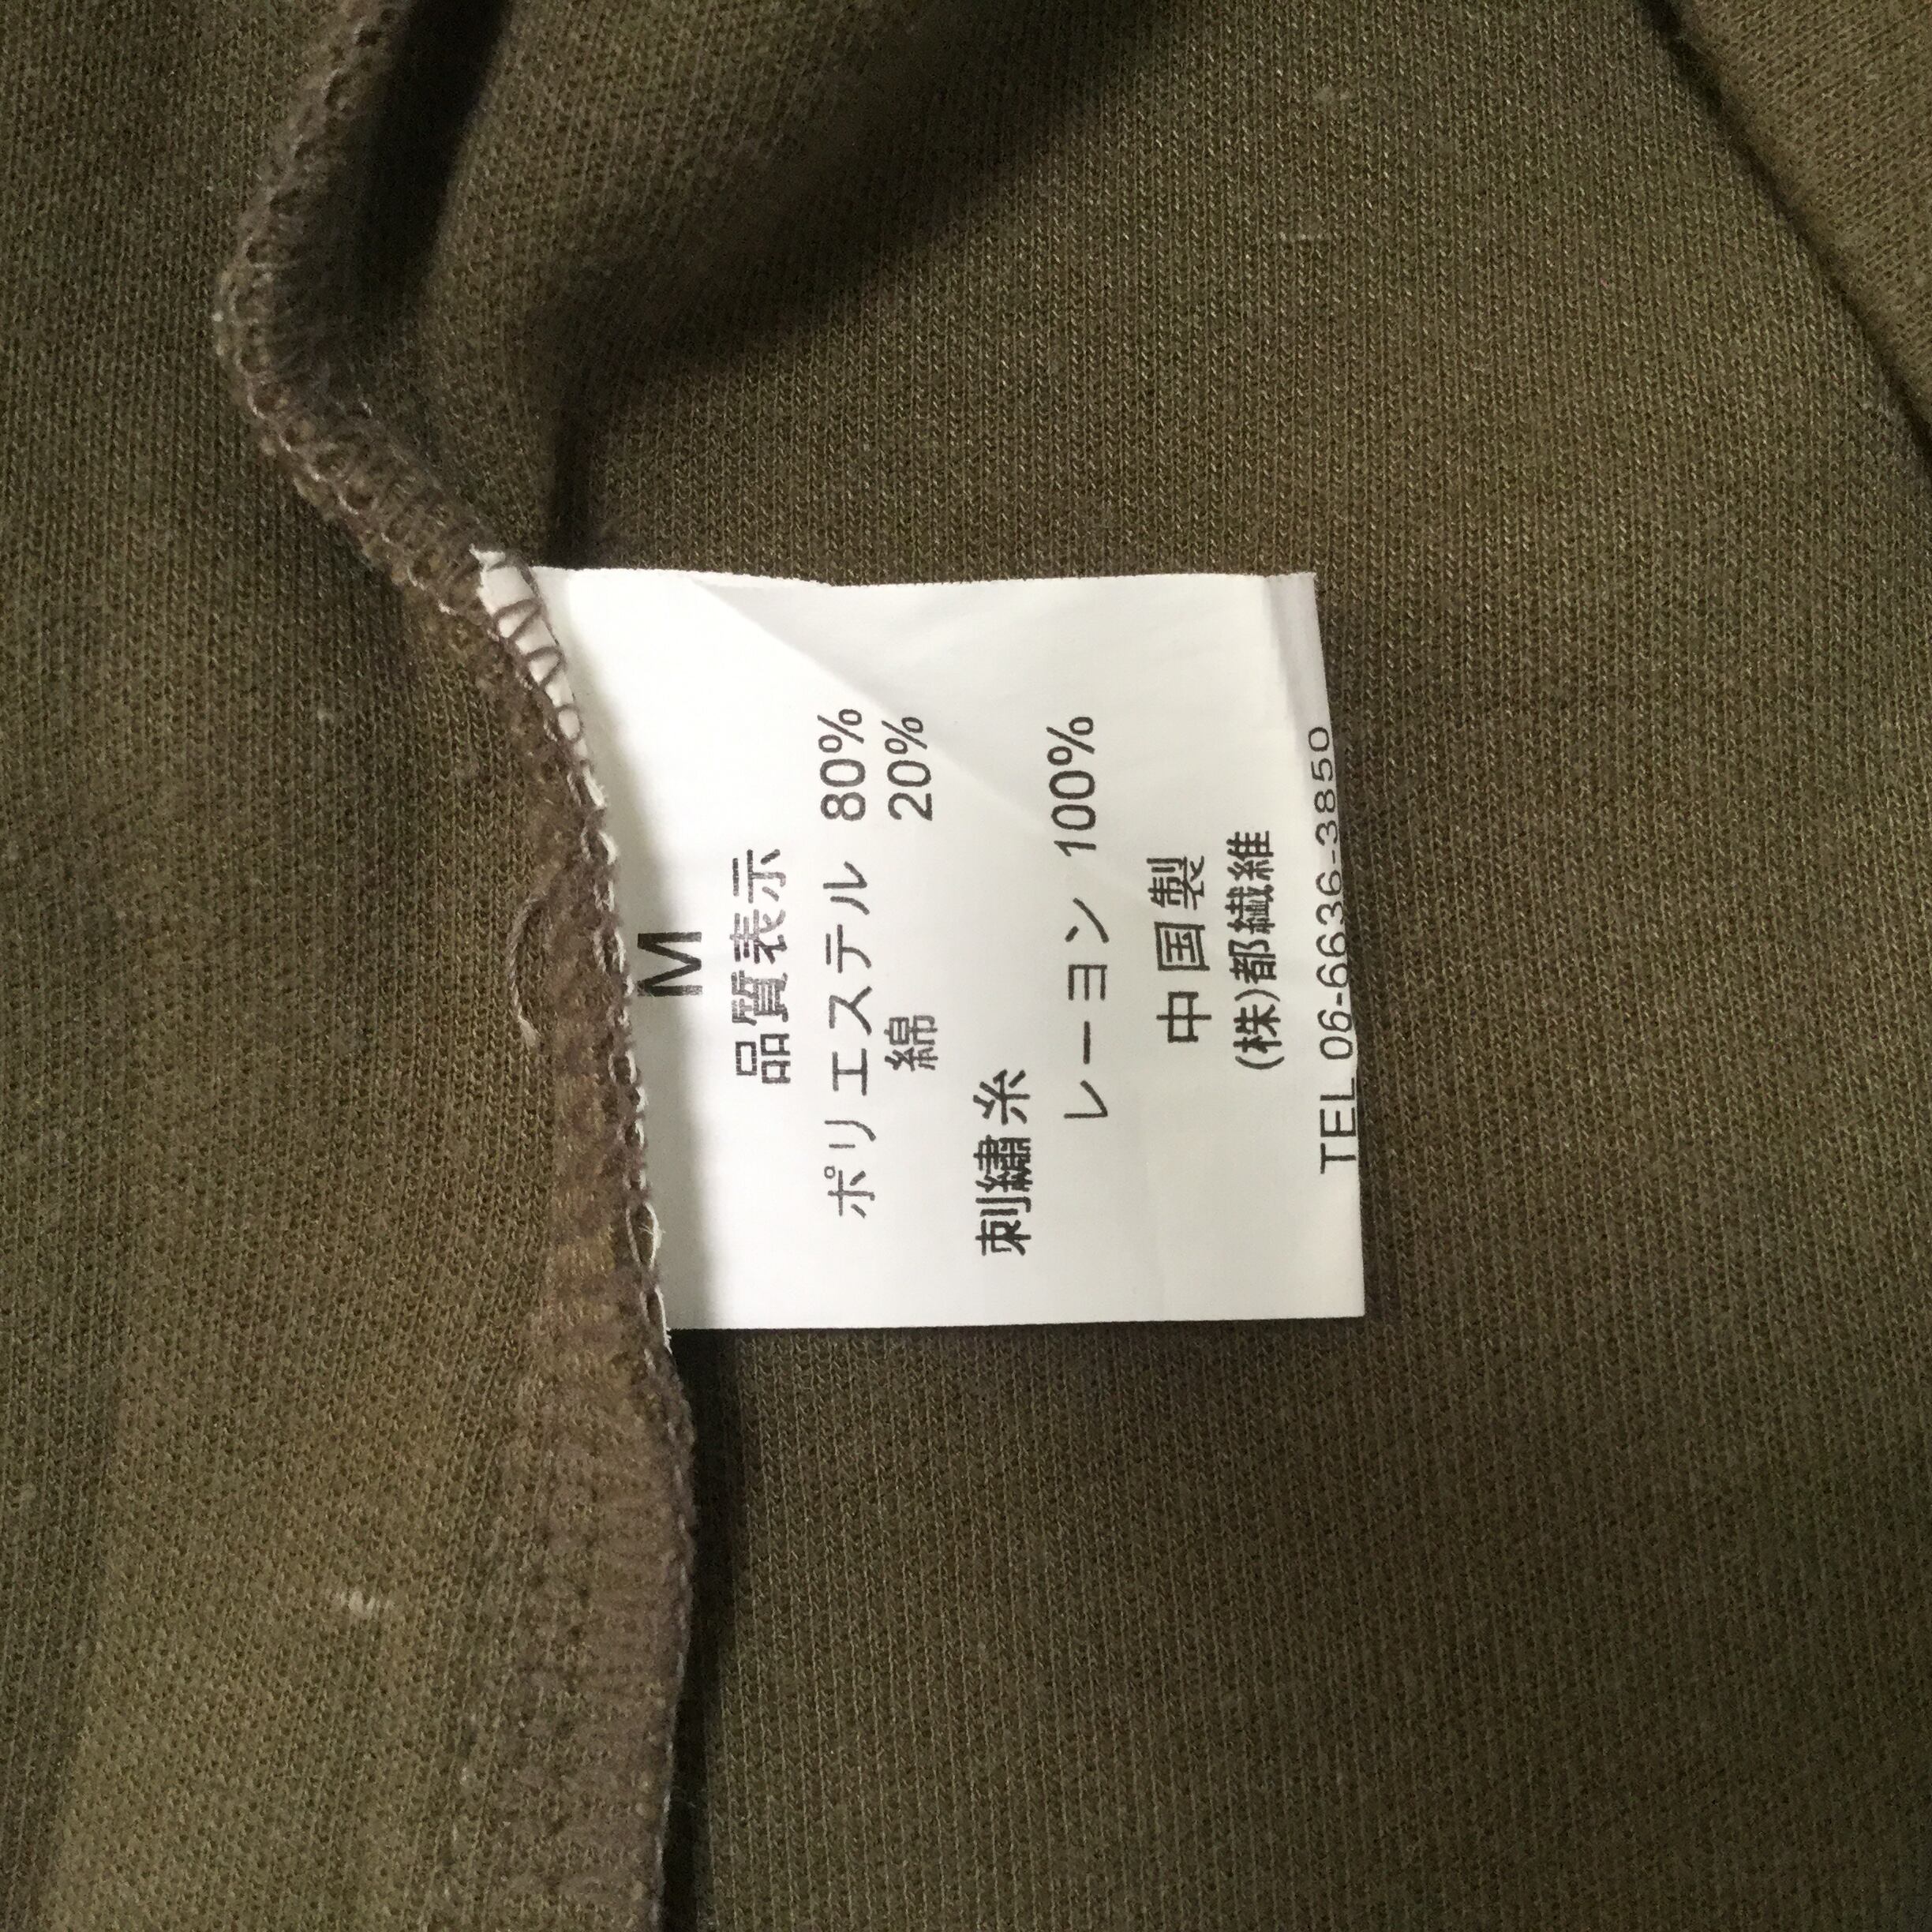 M
品質表示
ポリエステル 80%
綿 20%
刺繍糸
レーヨン 100%
中国製
(株)都繊維
TEL 06-6636-3850